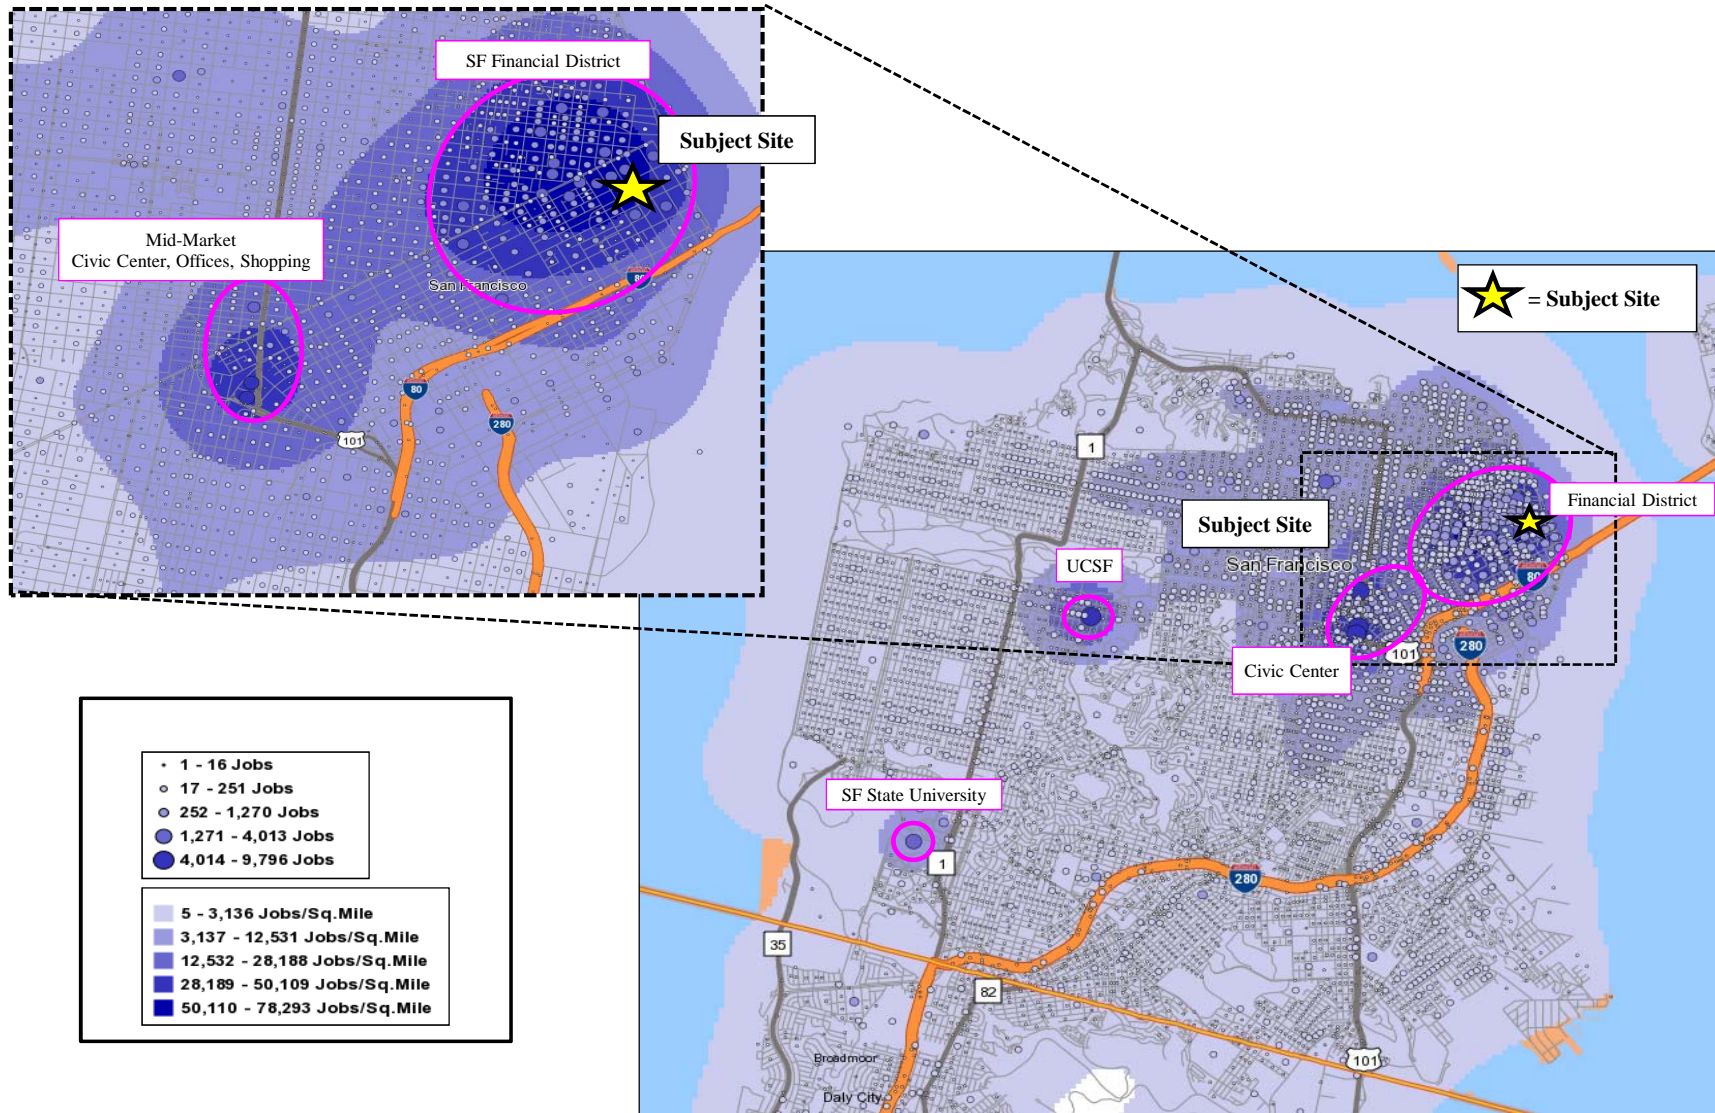 SF Financial District
Subject Site
Mid-Market
Civic Center, Offices, Shopping
San Francisco
80
80
280
101
= Subject Site
1
Financial District
Subject Site
San Francisco
UCSF
80
101
280
Civic Center
SF State University
1
280
35
82
101
Broadmoor
Daly City
1 - 16 Jobs
17 - 251 Jobs
252 - 1,270 Jobs
1,271 - 4,013 Jobs
4,014 - 9,796 Jobs
5 - 3,136 Jobs/Sq.Mile
3,137 - 12,531 Jobs/Sq.Mile
12,532 - 28,188 Jobs/Sq.Mile
28,189 - 50,109 Jobs/Sq.Mile
50,110 - 78,293 Jobs/Sq.Mile